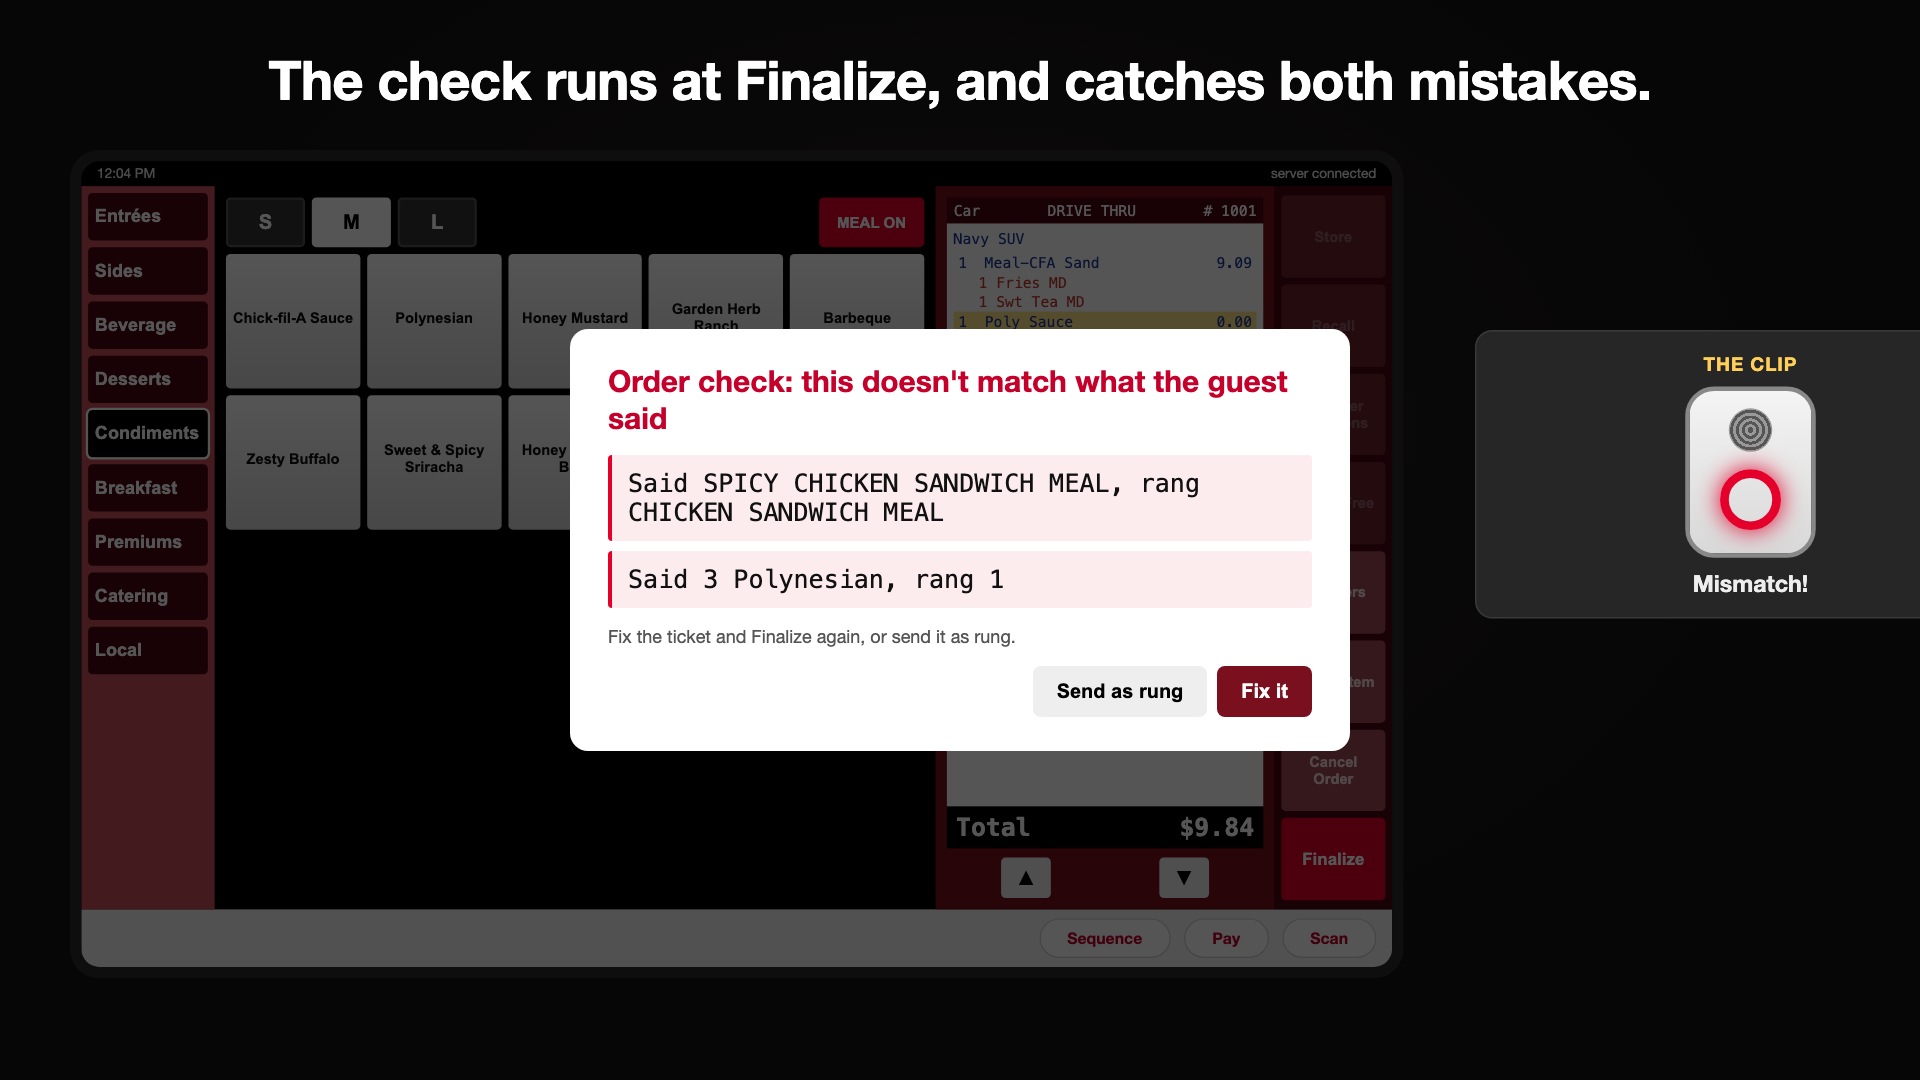 The check runs at Finalize, and catches both mistakes.
12:04 PM
server connected
Entrées
Sides
Beverage
Desserts
Condiments
Breakfast
Premiums
Catering
Local
S
M
L
MEAL ON
Chick-fil-A Sauce
Polynesian
Honey Mustard
Garden Herb
Ranch
Barbeque
Zesty Buffalo
Sweet & Spicy
Sriracha
Honey
Car DRIVE THRU # 1001
Navy SUV
1 Meal-CFA Sand 9.09
1 Fries MD
1 Swt Tea MD
1 Poly Sauce 0.00
Total $9.84
▲
▼
Store
Recall
Cancel
Order
Finalize
Sequence
Pay
Scan
Order check: this doesn't match what the guest
said
Said SPICY CHICKEN SANDWICH MEAL, rang
CHICKEN SANDWICH MEAL
Said 3 Polynesian, rang 1
Fix the ticket and Finalize again, or send it as rung.
Send as rung
Fix it
THE CLIP
Mismatch!